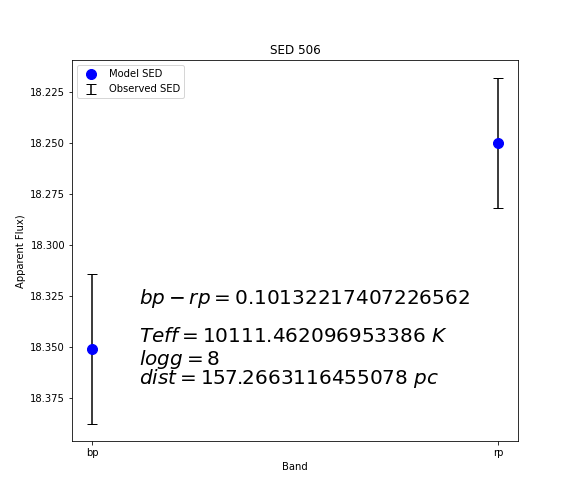 SED 506
Model SED
Observed SED
18.225
18.250
18.275
18.300
18.325
18.350
18.375
Apparent Flux)
bp − rp = 0.10132217407226562
Teff = 10111.462096953386 K
logg = 8
dist = 157.2663116455078 pc
bp
rp
Band